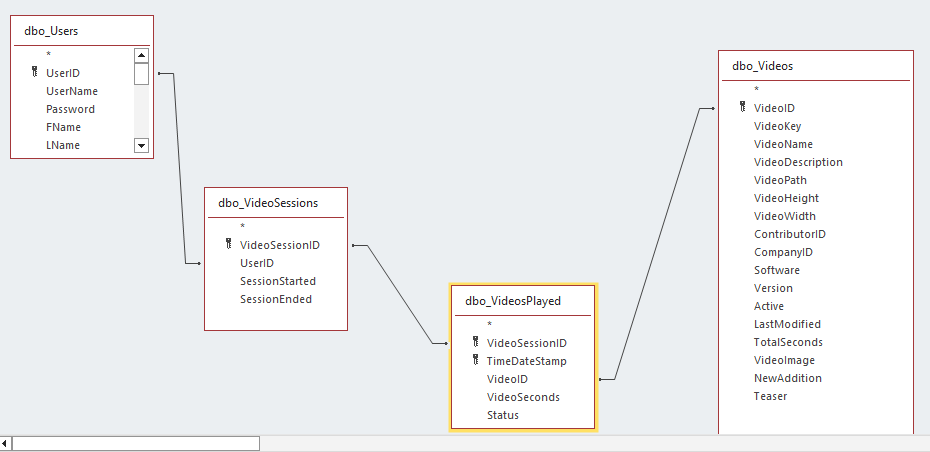 dbo_Users
*
UserID
UserName
Password
FName
LName
dbo_VideoSessions
*
VideoSessionID
UserID
SessionStarted
SessionEnded
dbo_VideosPlayed
*
VideoSessionID
TimeDateStamp
VideoID
VideoSeconds
Status
dbo_Videos
*
VideoID
VideoKey
VideoName
VideoDescription
VideoPath
VideoHeight
VideoWidth
ContributorID
CompanyID
Software
Version
Active
LastModified
TotalSeconds
VideoImage
NewAddition
Teaser